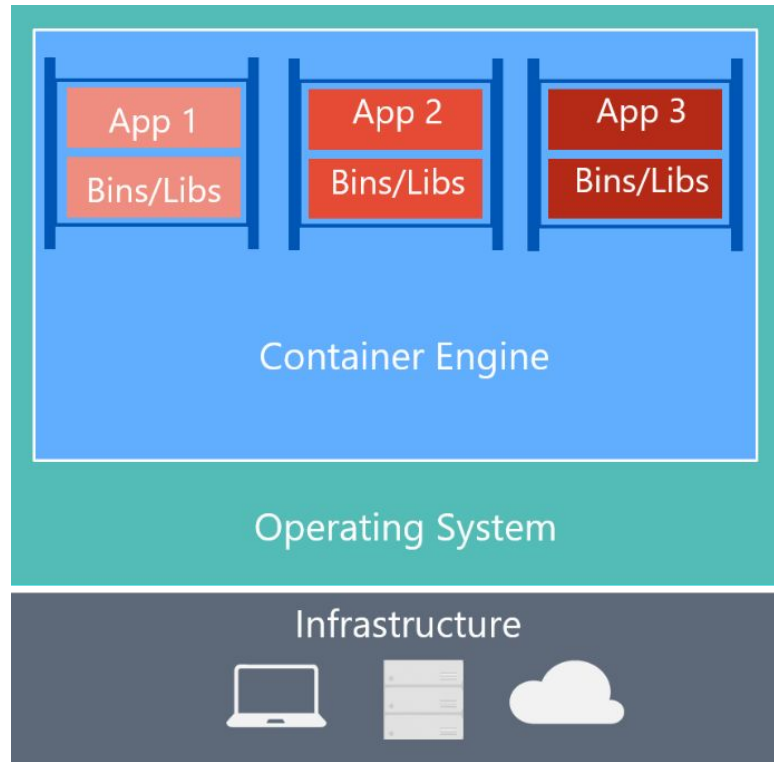 App 1
Bins/Libs
App 2
Bins/Libs
App 3
Bins/Libs
Container Engine
Operating System
Infrastructure